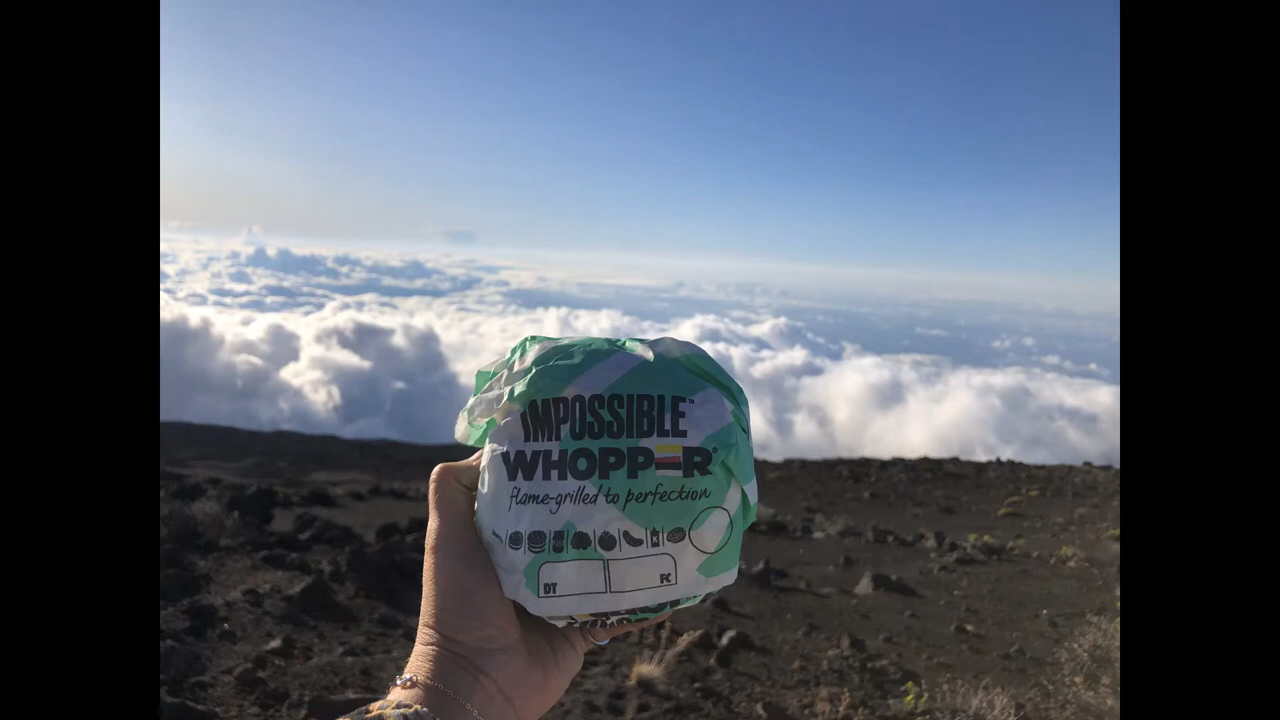 IMPOSSIBLE™
WHOPPER®
flame-grilled to perfection
K
DT FC